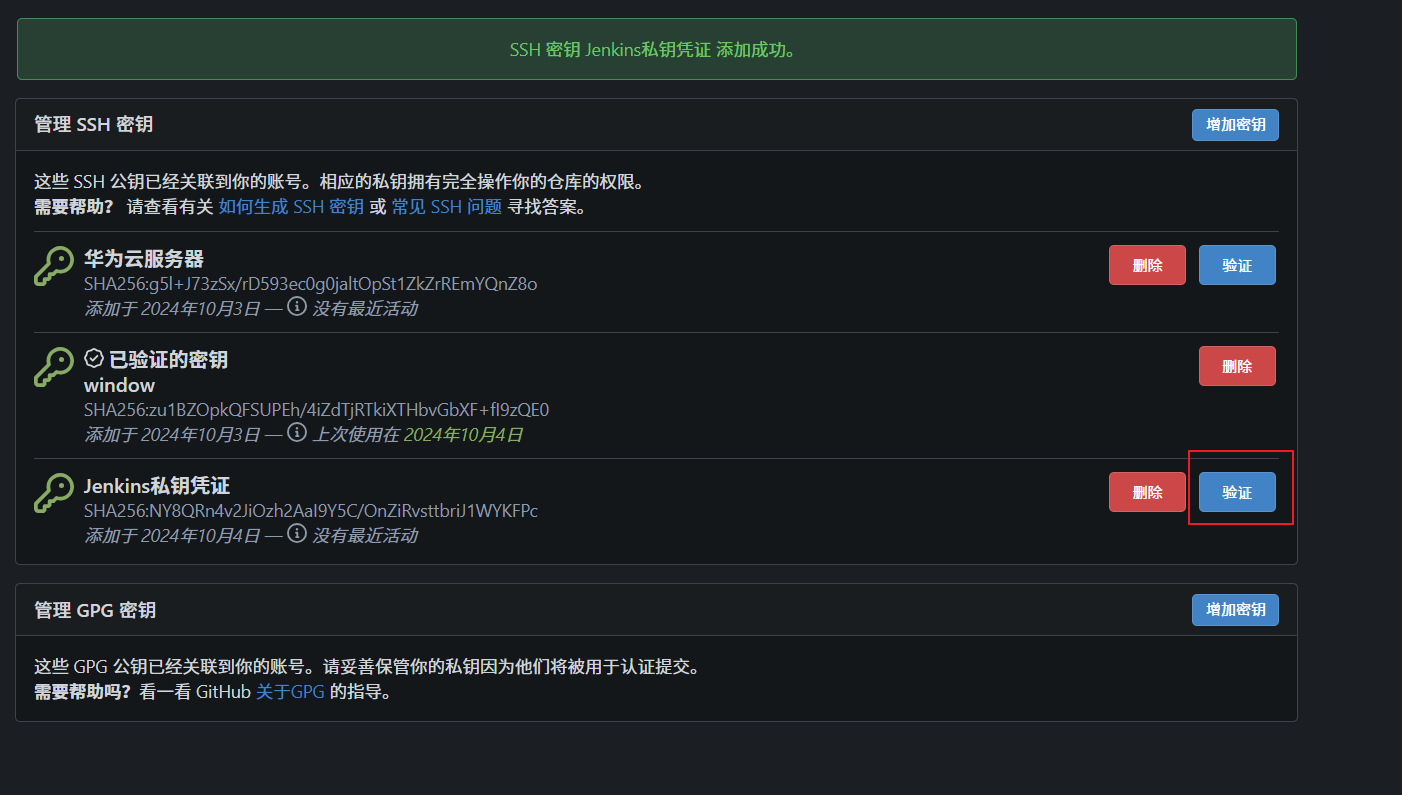 SSH 密钥 Jenkins私钥凭证 添加成功。
管理 SSH 密钥
增加密钥
这些 SSH 公钥已经关联到你的账号。相应的私钥拥有完全操作你的仓库的权限。
需要帮助? 请查看有关 如何生成 SSH 密钥 或 常见 SSH 问题 寻找答案。
华为云服务器
删除
验证
SHA256:g5l+J73zSx/rD593ec0g0jaltOpSt1ZkZrREmYQnZ8o
添加于 2024年10月3日 — 没有最近活动
已验证的密钥
删除
window
SHA256:zu1BZOpkQFSUPEh/4iZdTjRTkiXTHbvGbXF+fI9zQE0
添加于 2024年10月3日 — 上次使用在 2024年10月4日
Jenkins私钥凭证
删除
验证
SHA256:NY8QRn4v2JiOzh2AaI9Y5C/OnZiRvsttbriJ1WYKFPc
添加于 2024年10月4日 — 没有最近活动
管理 GPG 密钥
增加密钥
这些 GPG 公钥已经关联到你的账号。请妥善保管你的私钥因为他们将被用于认证提交。
需要帮助吗? 看一看 GitHub 关于GPG 的指导。